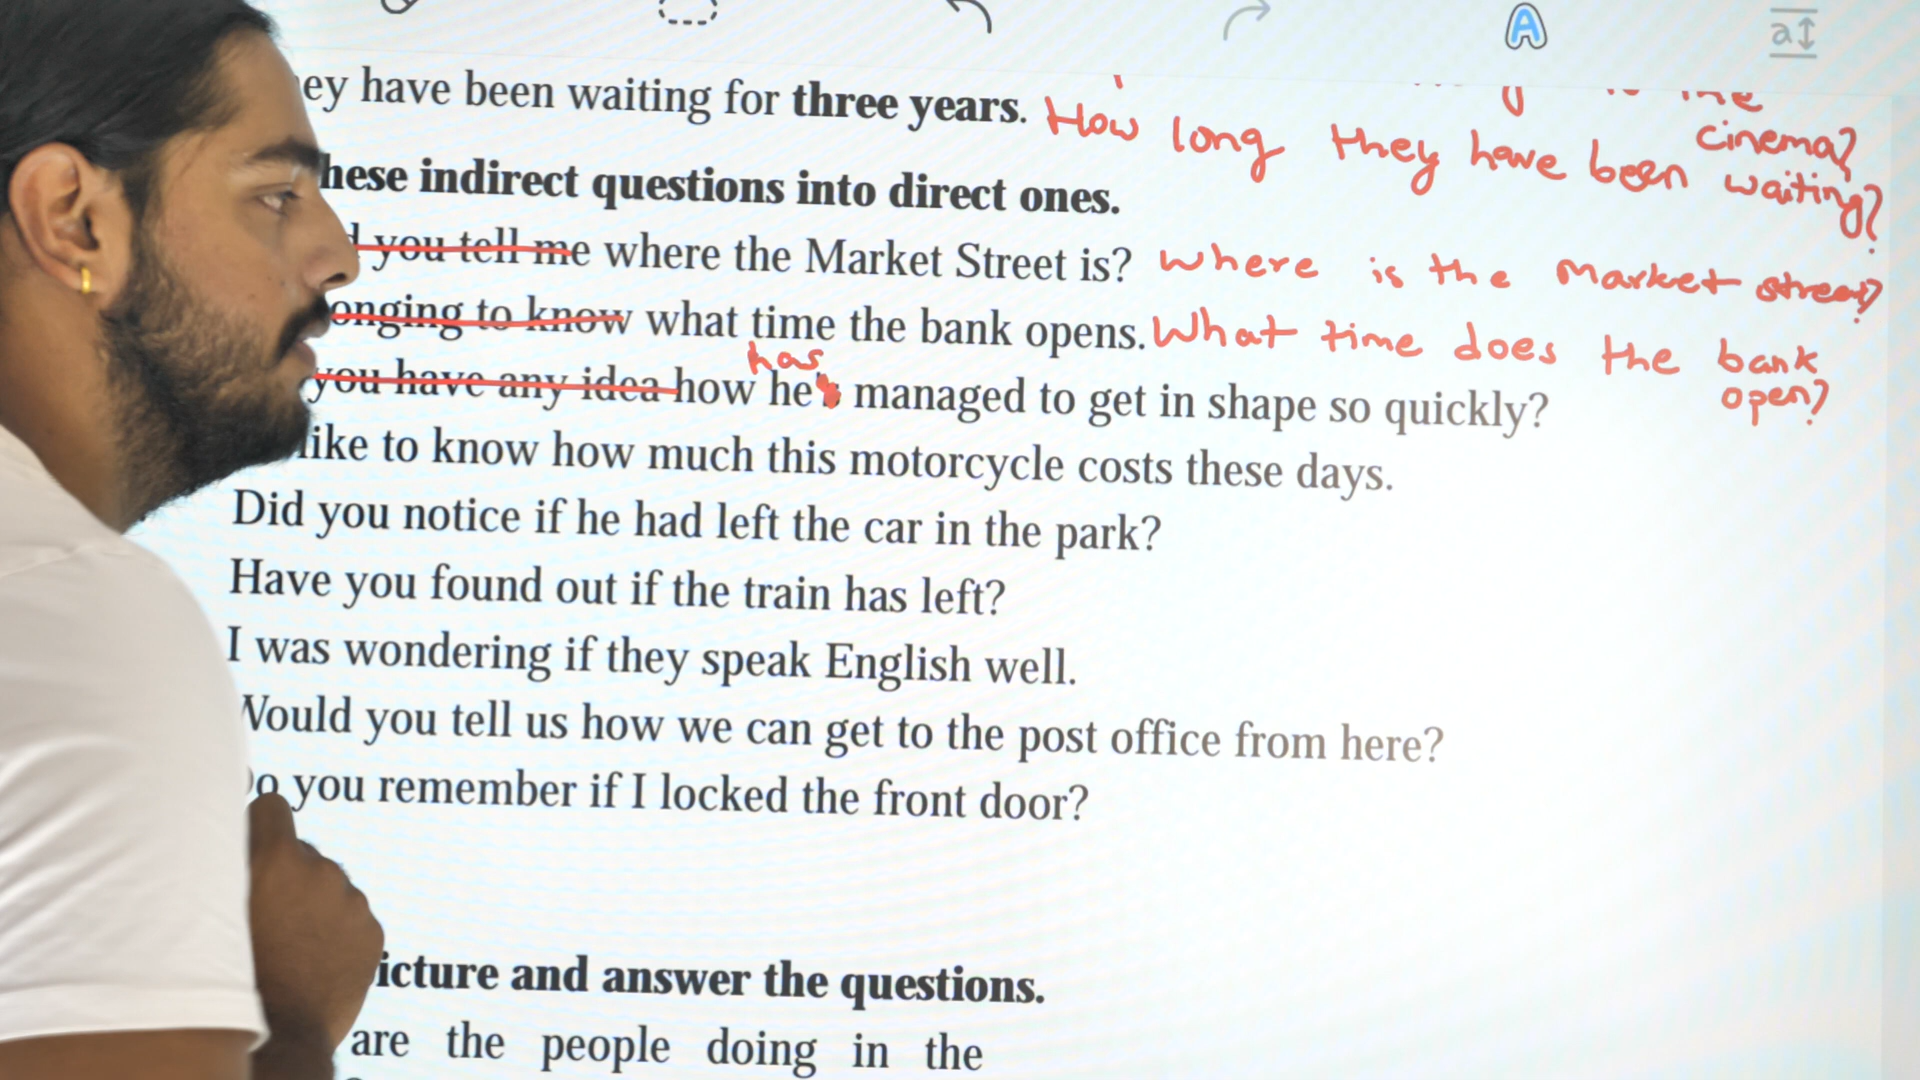 A
a
ey have been waiting for three years. How long they have been waiting?
cinema?
hese indirect questions into direct ones.
you tell me where the Market Street is? Where is the Market street?
onging to know what time the bank opens. What time does the bank open?
has
you have any idea how he's managed to get in shape so quickly?
like to know how much this motorcycle costs these days.
Did you notice if he had left the car in the park?
Have you found out if the train has left?
I was wondering if they speak English well.
Would you tell us how we can get to the post office from here?
o you remember if I locked the front door?
icture and answer the questions.
are the people doing in the